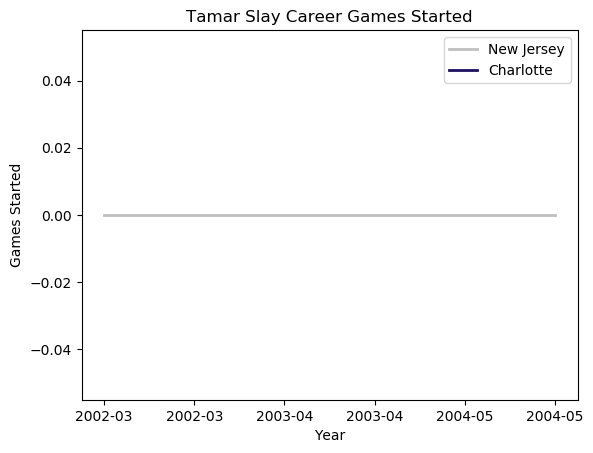 Tamar Slay Career Games Started
New Jersey
Charlotte
0.04
0.02
0.00
−0.02
−0.04
Games Started
2002-03 2002-03 2003-04 2003-04 2004-05 2004-05
Year